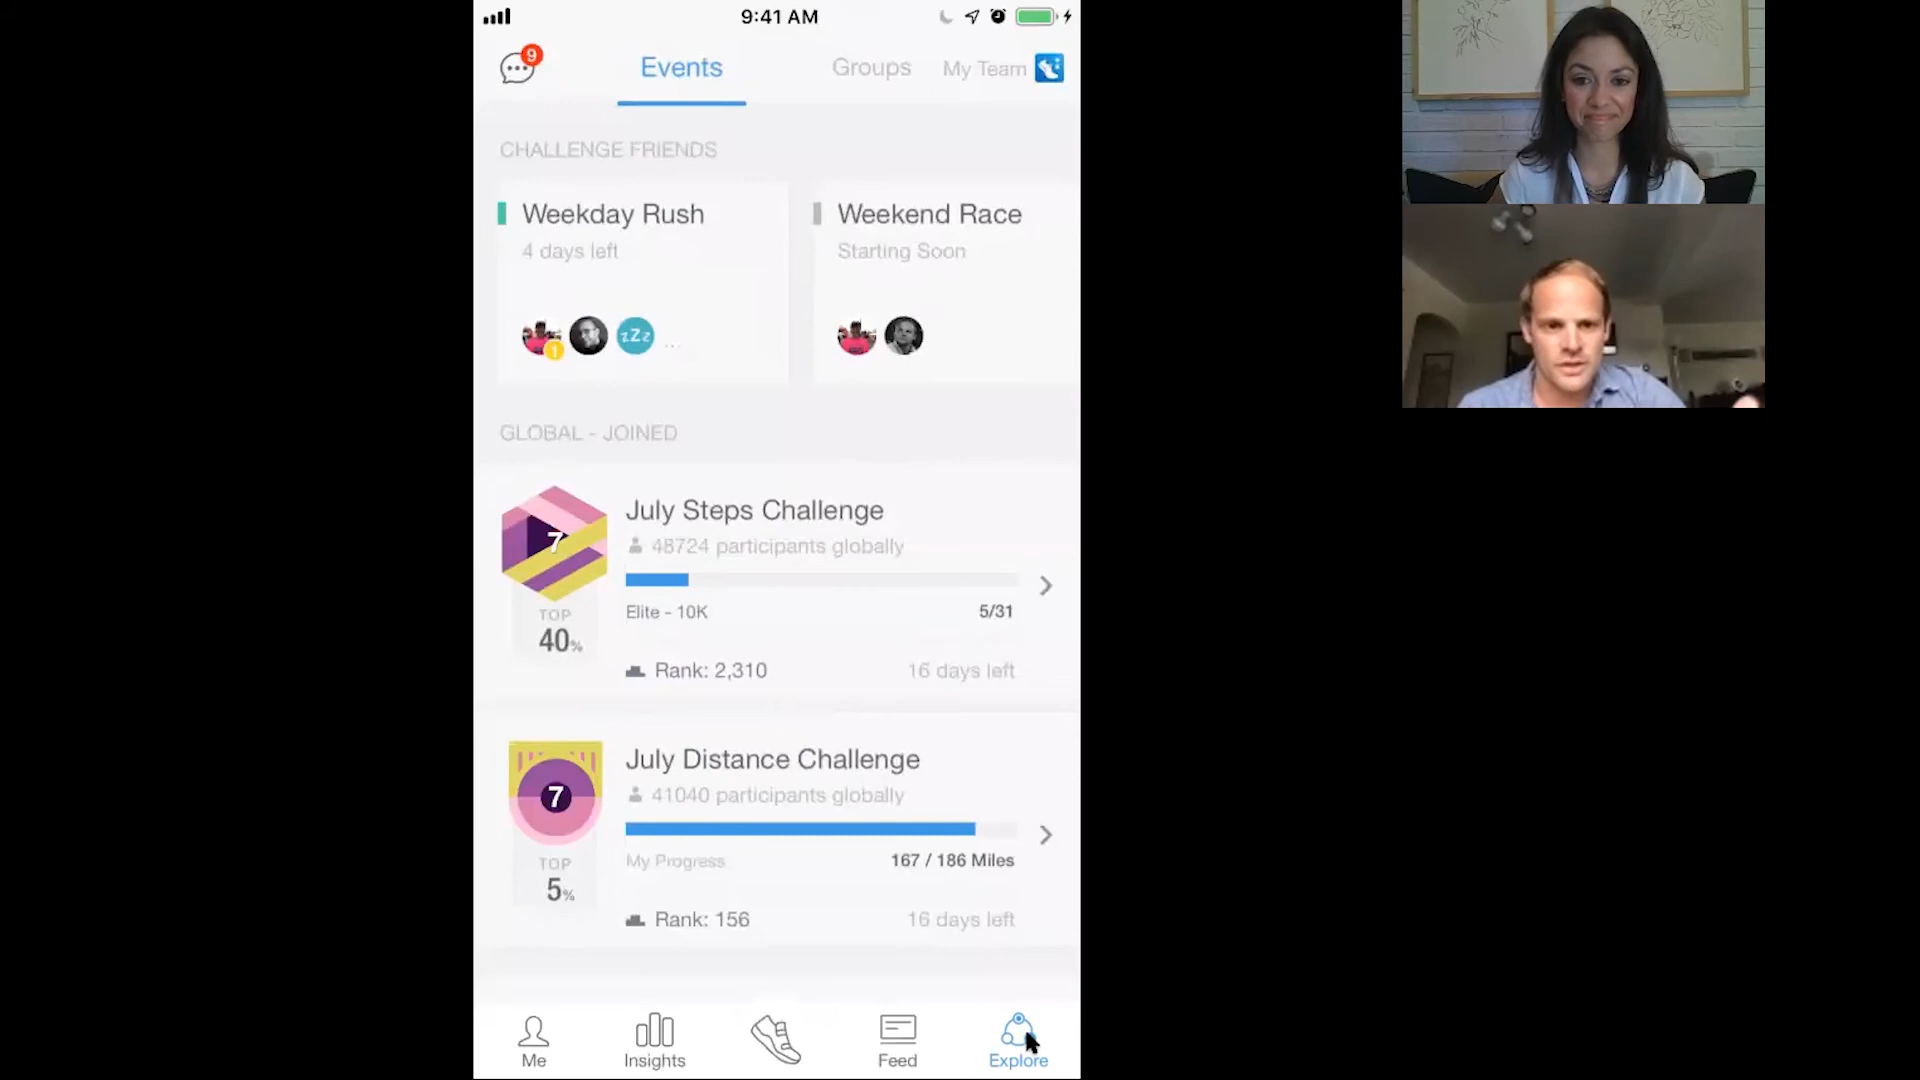 9:41 AM
9
Events
Groups
My Team
CHALLENGE FRIENDS
Weekday Rush
4 days left
1
zZz
...
Weekend Race
Starting Soon
GLOBAL - JOINED
7
TOP
40%
July Steps Challenge
48724 participants globally
Elite - 10K
5/31
Rank: 2,310
16 days left
7
TOP
5%
July Distance Challenge
41040 participants globally
My Progress
167 / 186 Miles
Rank: 156
16 days left
Me
Insights
Feed
Explore